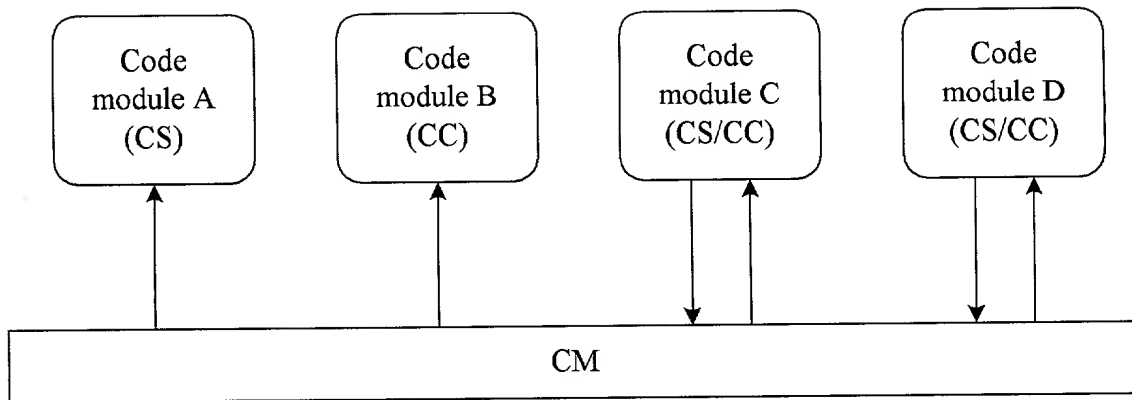 Code
module A
(CS)
Code
module B
(CC)
Code
module C
(CS/CC)
Code
module D
(CS/CC)
CM